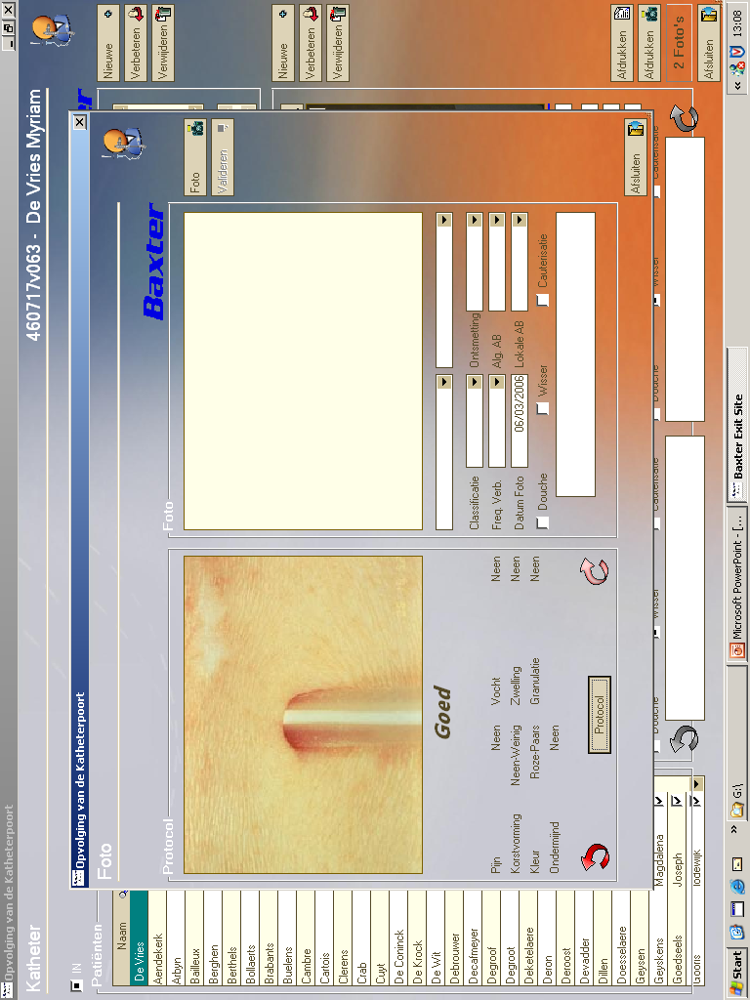 Opvolging van de Katheterpoort
Katheter
460717v063 - De Vries Myriam
IN
Patiënten
Naam
De Vries
Aendekerk
Arbyn
Bailleux
Berghen
Berthels
Bollaerts
Brabants
Buelens
Cambre
Carlois
Clerens
Crab
Cuyt
De Coninck
De Krock
De Wit
Debrouwer
Decafmeyer
Degroof
Degroot
Deketelaere
Deron
Deroost
Devadder
Dillen
Doesselaere
Geysen
Geyskens Magdalena
Goedseels Joseph
Gooris lodewijk
Nieuwe
Verbeteren
Verwijderen
Nieuwe
Verbeteren
Verwijderen
Afdrukken
Afdrukken
2 Foto's
Afsluiten
Opvolging van de Katheterpoort
Foto
Baxter
Protocol
Goed
Pijn Neen Vocht Neen
Korstvorming Neen-Weinig Zwelling Neen
Kleur Roze-Paars Granulatie Neen
Ondermijnd Neen
Protocol
Foto
Classificatie Ontsmetting
Freq. Verb. Alg. AB
Datum Foto 06/03/2006 Lokale AB
Douche Wisser Cauterisatie
Foto
Valideren
Afsluiten
Douche Wisser Cauterisatie Douche Wisser Cauterisatie
Start » G:\ Microsoft PowerPoint - [... Baxter Exit Site « 13:08